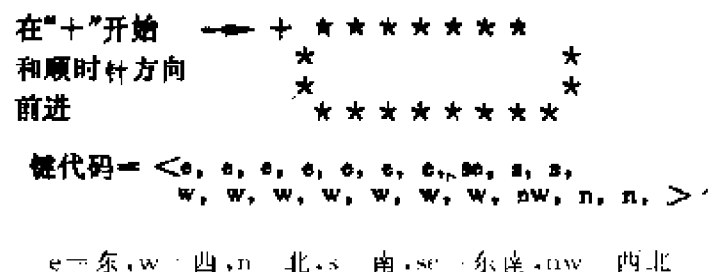 在“+”开始 → + ★ ★ ★ ★ ★ ★ ★
和顺时针方向 ★ ★
前进 ★ ★
★ ★ ★ ★ ★ ★ ★ ★
键代码= <e, e, e, e, e, e, e, se, s, s,
w, w, w, w, w, w, w, nw, n, n, >
e=东,w 西,n 北,s 南,se 东南,nw 西北